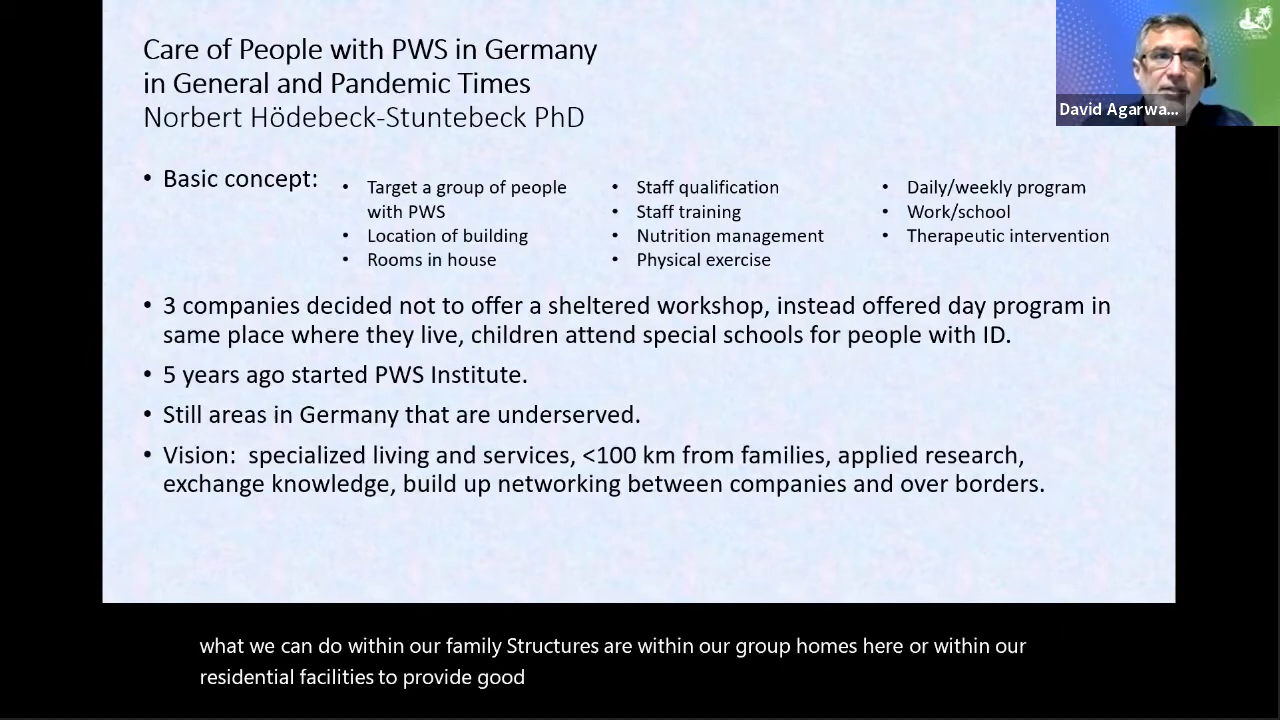 Care of People with PWS in Germany
in General and Pandemic Times
Norbert Hödebeck-Stuntebeck PhD
David Agarwa...
• Basic concept:
• Target a group of people
with PWS
• Location of building
• Rooms in house
• Staff qualification
• Staff training
• Nutrition management
• Physical exercise
• Daily/weekly program
• Work/school
• Therapeutic intervention
• 3 companies decided not to offer a sheltered workshop, instead offered day program in
same place where they live, children attend special schools for people with ID.
• 5 years ago started PWS Institute.
• Still areas in Germany that are underserved.
• Vision:  specialized living and services, <100 km from families, applied research,
exchange knowledge, build up networking between companies and over borders.
what we can do within our family Structures are within our group homes here or within our
residential facilities to provide good